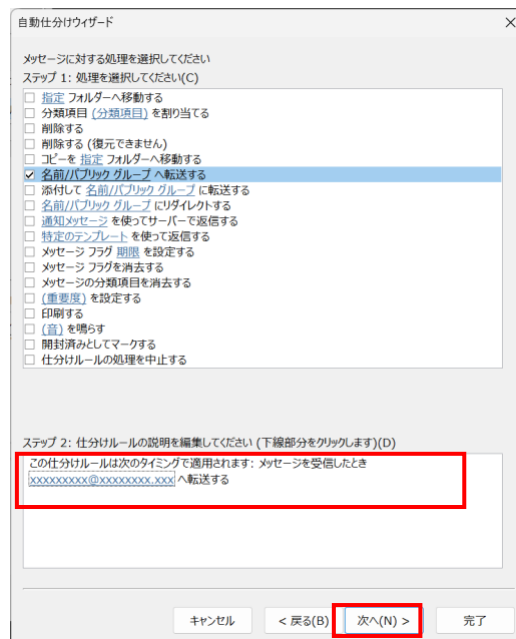 自動仕分けウィザード
メッセージに対する処理を選択してください
ステップ 1: 処理を選択してください(C)
指定 フォルダーへ移動する
分類項目 (分類項目) を割り当てる
削除する
削除する (復元できません)
コピーを 指定 フォルダーへ移動する
名前/パブリック グループ へ転送する
添付して 名前/パブリック グループ に転送する
名前/パブリック グループ にリダイレクトする
通知メッセージ を使ってサーバーで返信する
特定のテンプレート を使って返信する
メッセージ フラグ 期限 を設定する
メッセージ フラグを消去する
メッセージの分類項目を消去する
(重要度) を設定する
印刷する
(音) を鳴らす
開封済みとしてマークする
仕分けルールの処理を中止する
ステップ 2: 仕分けルールの説明を編集してください (下線部分をクリックします)(D)
この仕分けルールは次のタイミングで適用されます: メッセージを受信したとき
xxxxxxxxx@xxxxxxxx.xxx へ転送する
キャンセル < 戻る(B) 次へ(N) > 完了